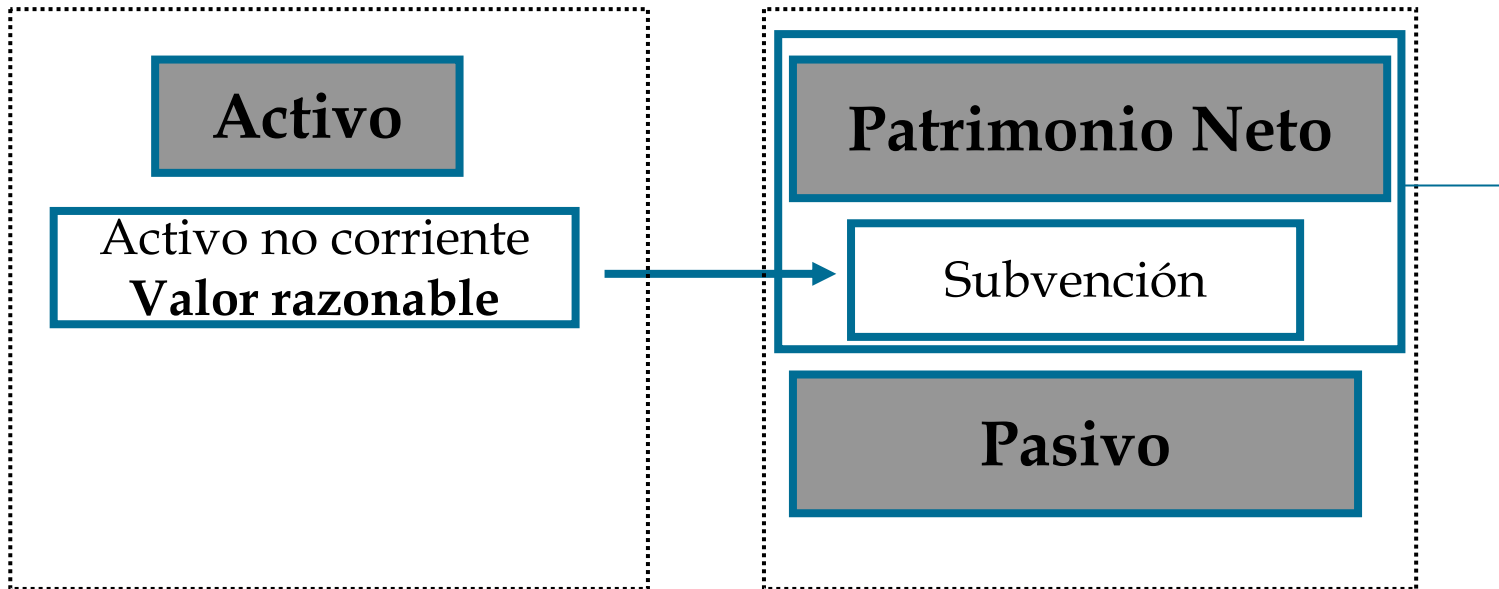 Activo
Activo no corriente
Valor razonable
Patrimonio Neto
Subvención
Pasivo